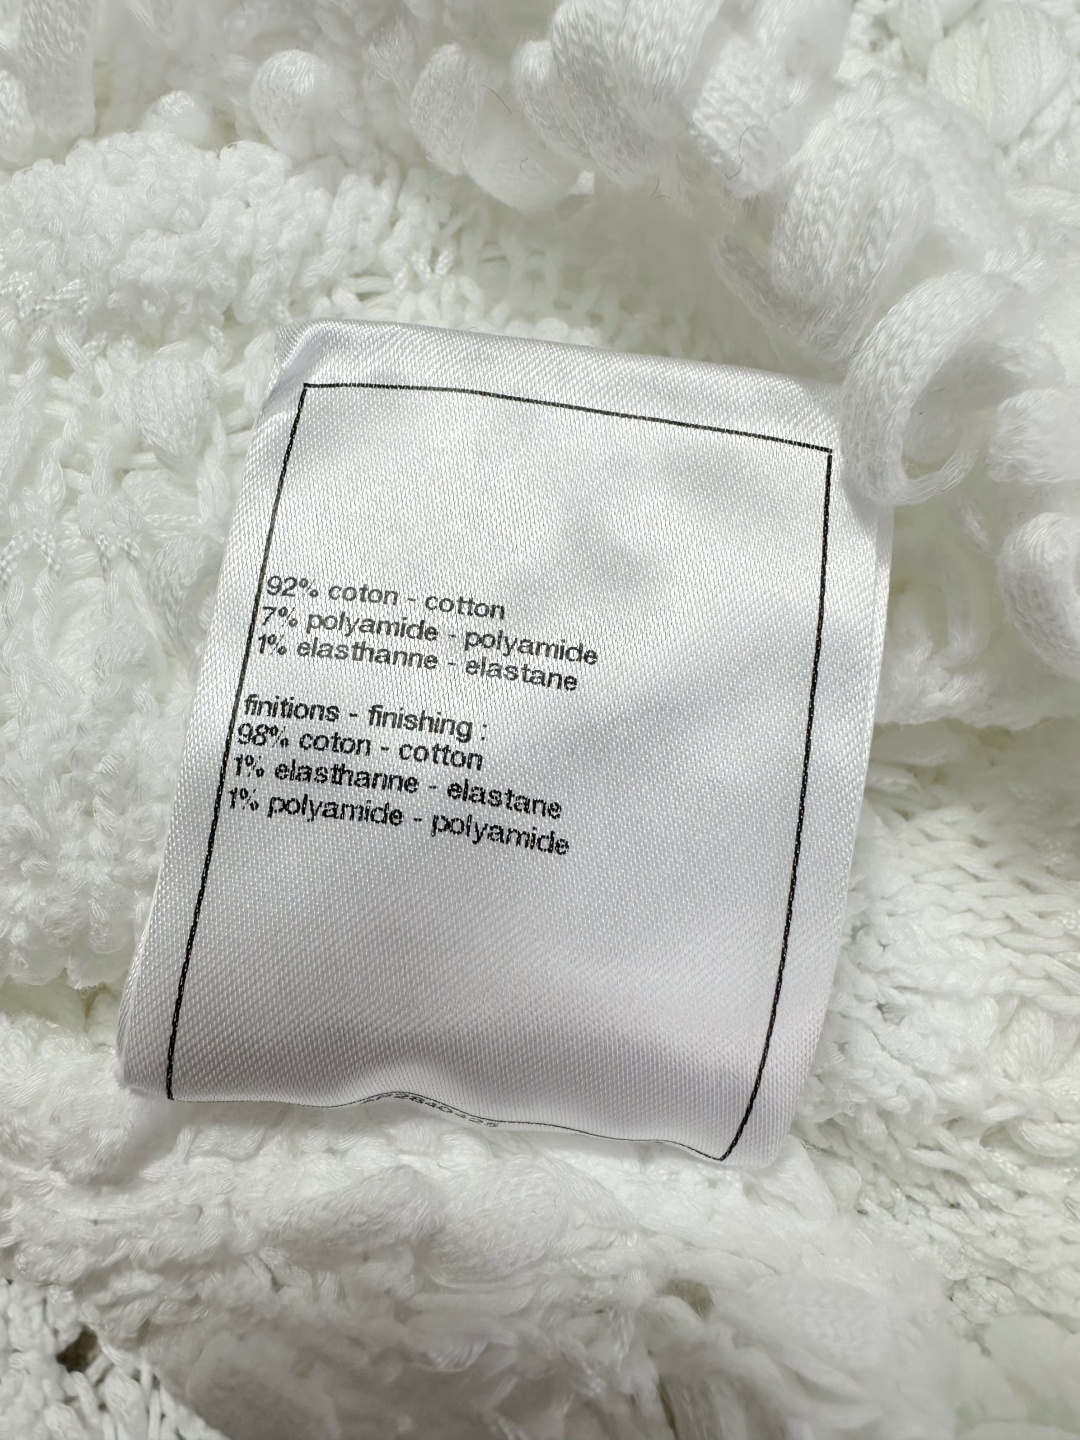 92% coton - cotton
7% polyamide - polyamide
1% elasthanne - elastane
finitions - finishing :
98% coton - cotton
1% elasthanne - elastane
1% polyamide - polyamide